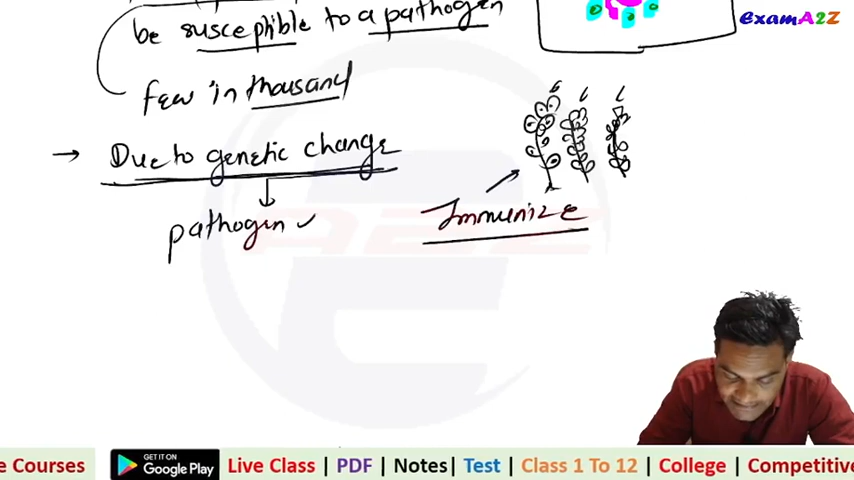 be susceptible to a pathogen
ExamA2Z
few in thousand
→ Due to genetic change
pathogen ✓
Immunize
A2Z
e Courses
GET IT ON
Google Play
Live Class | PDF | Notes| Test | Class 1 To 12 | College | Competitive